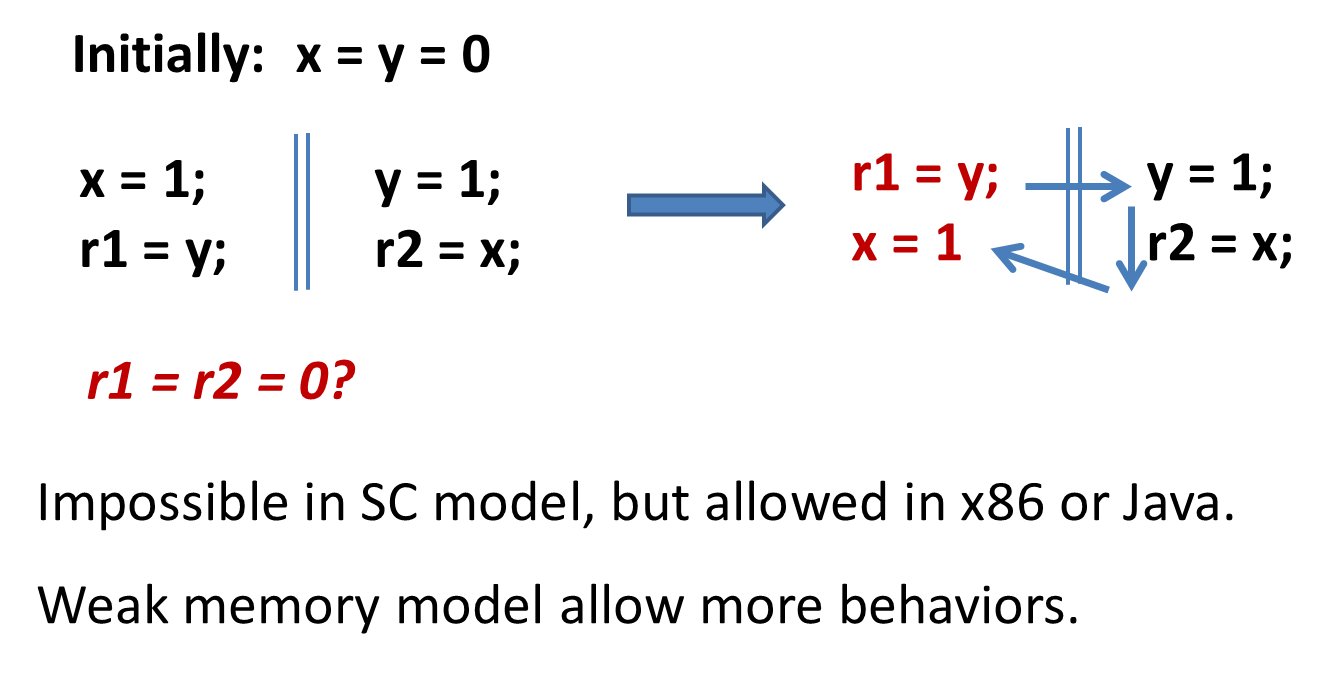 Initially: x = y = 0
x = 1; y = 1; r1 = y; y = 1;
r1 = y; r2 = x; x = 1 r2 = x;
r1 = r2 = 0?
Impossible in SC model, but allowed in x86 or Java.
Weak memory model allow more behaviors.